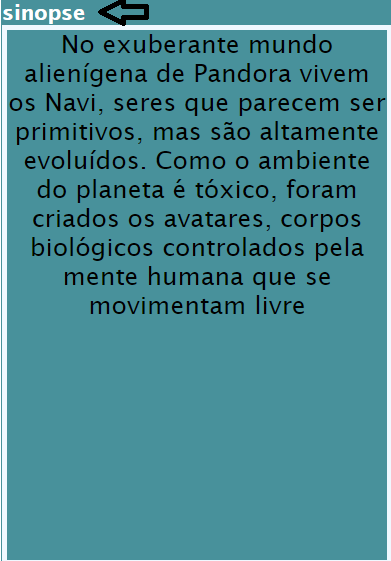 sinopse
No exuberante mundo
alienígena de Pandora vivem
os Navi, seres que parecem ser
primitivos, mas são altamente
evoluídos. Como o ambiente
do planeta é tóxico, foram
criados os avatares, corpos
biológicos controlados pela
mente humana que se
movimentam livre